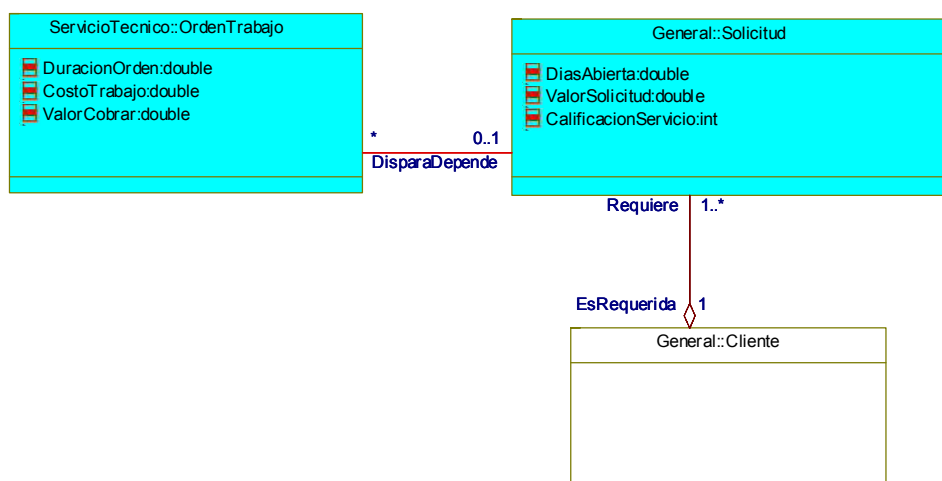 ServicioTecnico::OrdenTrabajo
DuracionOrden:double
CostoTrabajo:double
ValorCobrar:double
* 0..1
DisparaDepende
General::Solicitud
DiasAbierta:double
ValorSolicitud:double
CalificacionServicio:int
Requiere 1..*
EsRequerida 1
General::Cliente